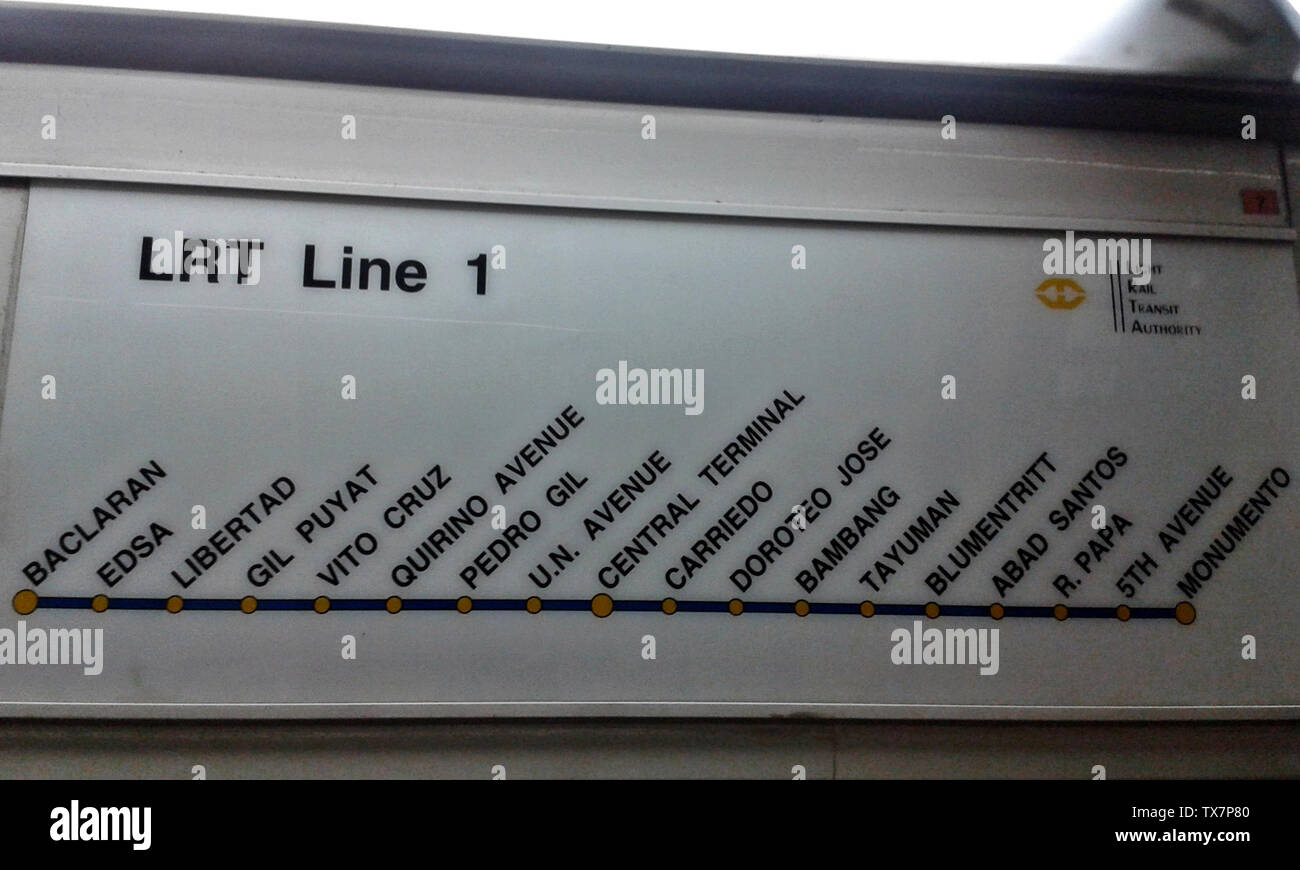 7
LRT Line 1
LIGHT
RAIL
TRANSIT
AUTHORITY
BACLARAN
EDSA
LIBERTAD
GIL PUYAT
VITO CRUZ
QUIRINO AVENUE
PEDRO GIL
U.N. AVENUE
CENTRAL TERMINAL
CARRIEDO
DOROTEO JOSE
BAMBANG
TAYUMAN
BLUMENTRITT
ABAD SANTOS
R. PAPA
5TH AVENUE
MONUMENTO
alamy
alamy
alamy
alamy
Image ID: TX7P80
www.alamy.com